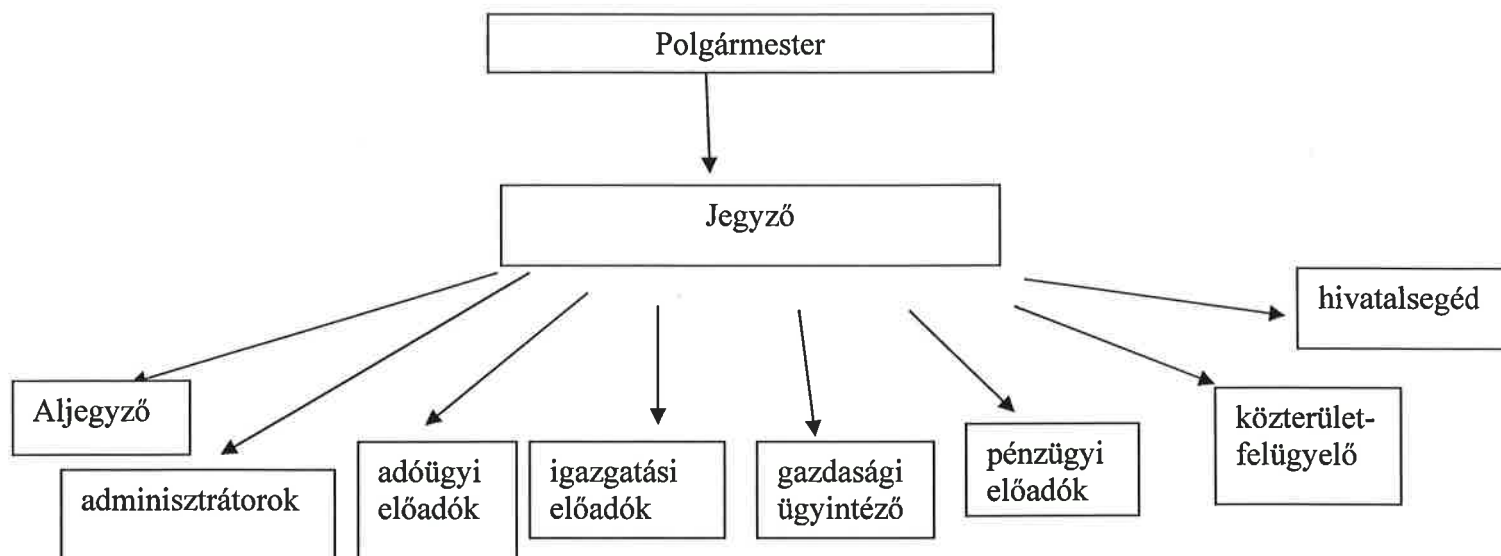 Polgármester
Jegyző
hivatalsegéd
Aljegyző
közterület-
felügyelő
adminisztrátorok
adóügyi
előadók
igazgatási
előadók
gazdasági
ügyintéző
pénzügyi
előadók